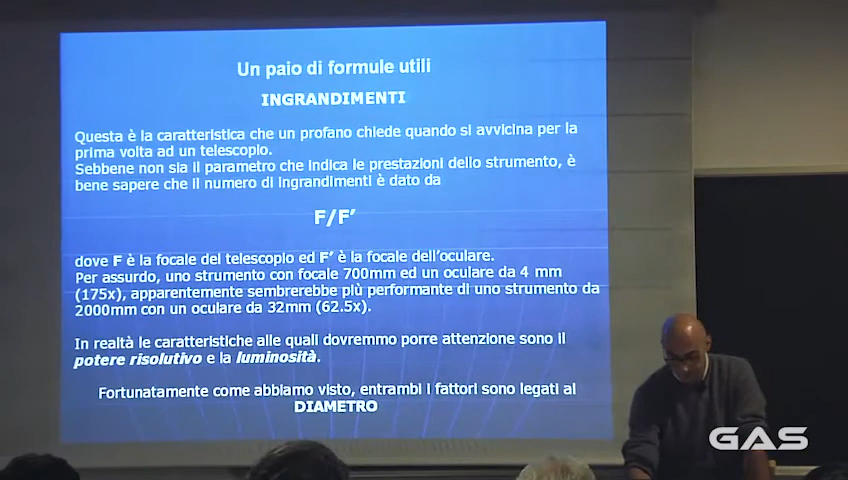 Un paio di formule utili
INGRANDIMENTI
Questa è la caratteristica che un profano chiede quando si avvicina per la
prima volta ad un telescopio.
Sebbene non sia il parametro che indica le prestazioni dello strumento, è
bene sapere che il numero di ingrandimenti è dato da
F/F’
dove F è la focale del telescopio ed F’ è la focale dell’oculare.
Per assurdo, uno strumento con focale 700mm ed un oculare da 4 mm
(175x), apparentemente sembrerebbe più performante di uno strumento da
2000mm con un oculare da 32mm (62.5x).
In realtà le caratteristiche alle quali dovremmo porre attenzione sono il
potere risolutivo e la luminosità.
Fortunatamente come abbiamo visto, entrambi i fattori sono legati al
DIAMETRO
GAS